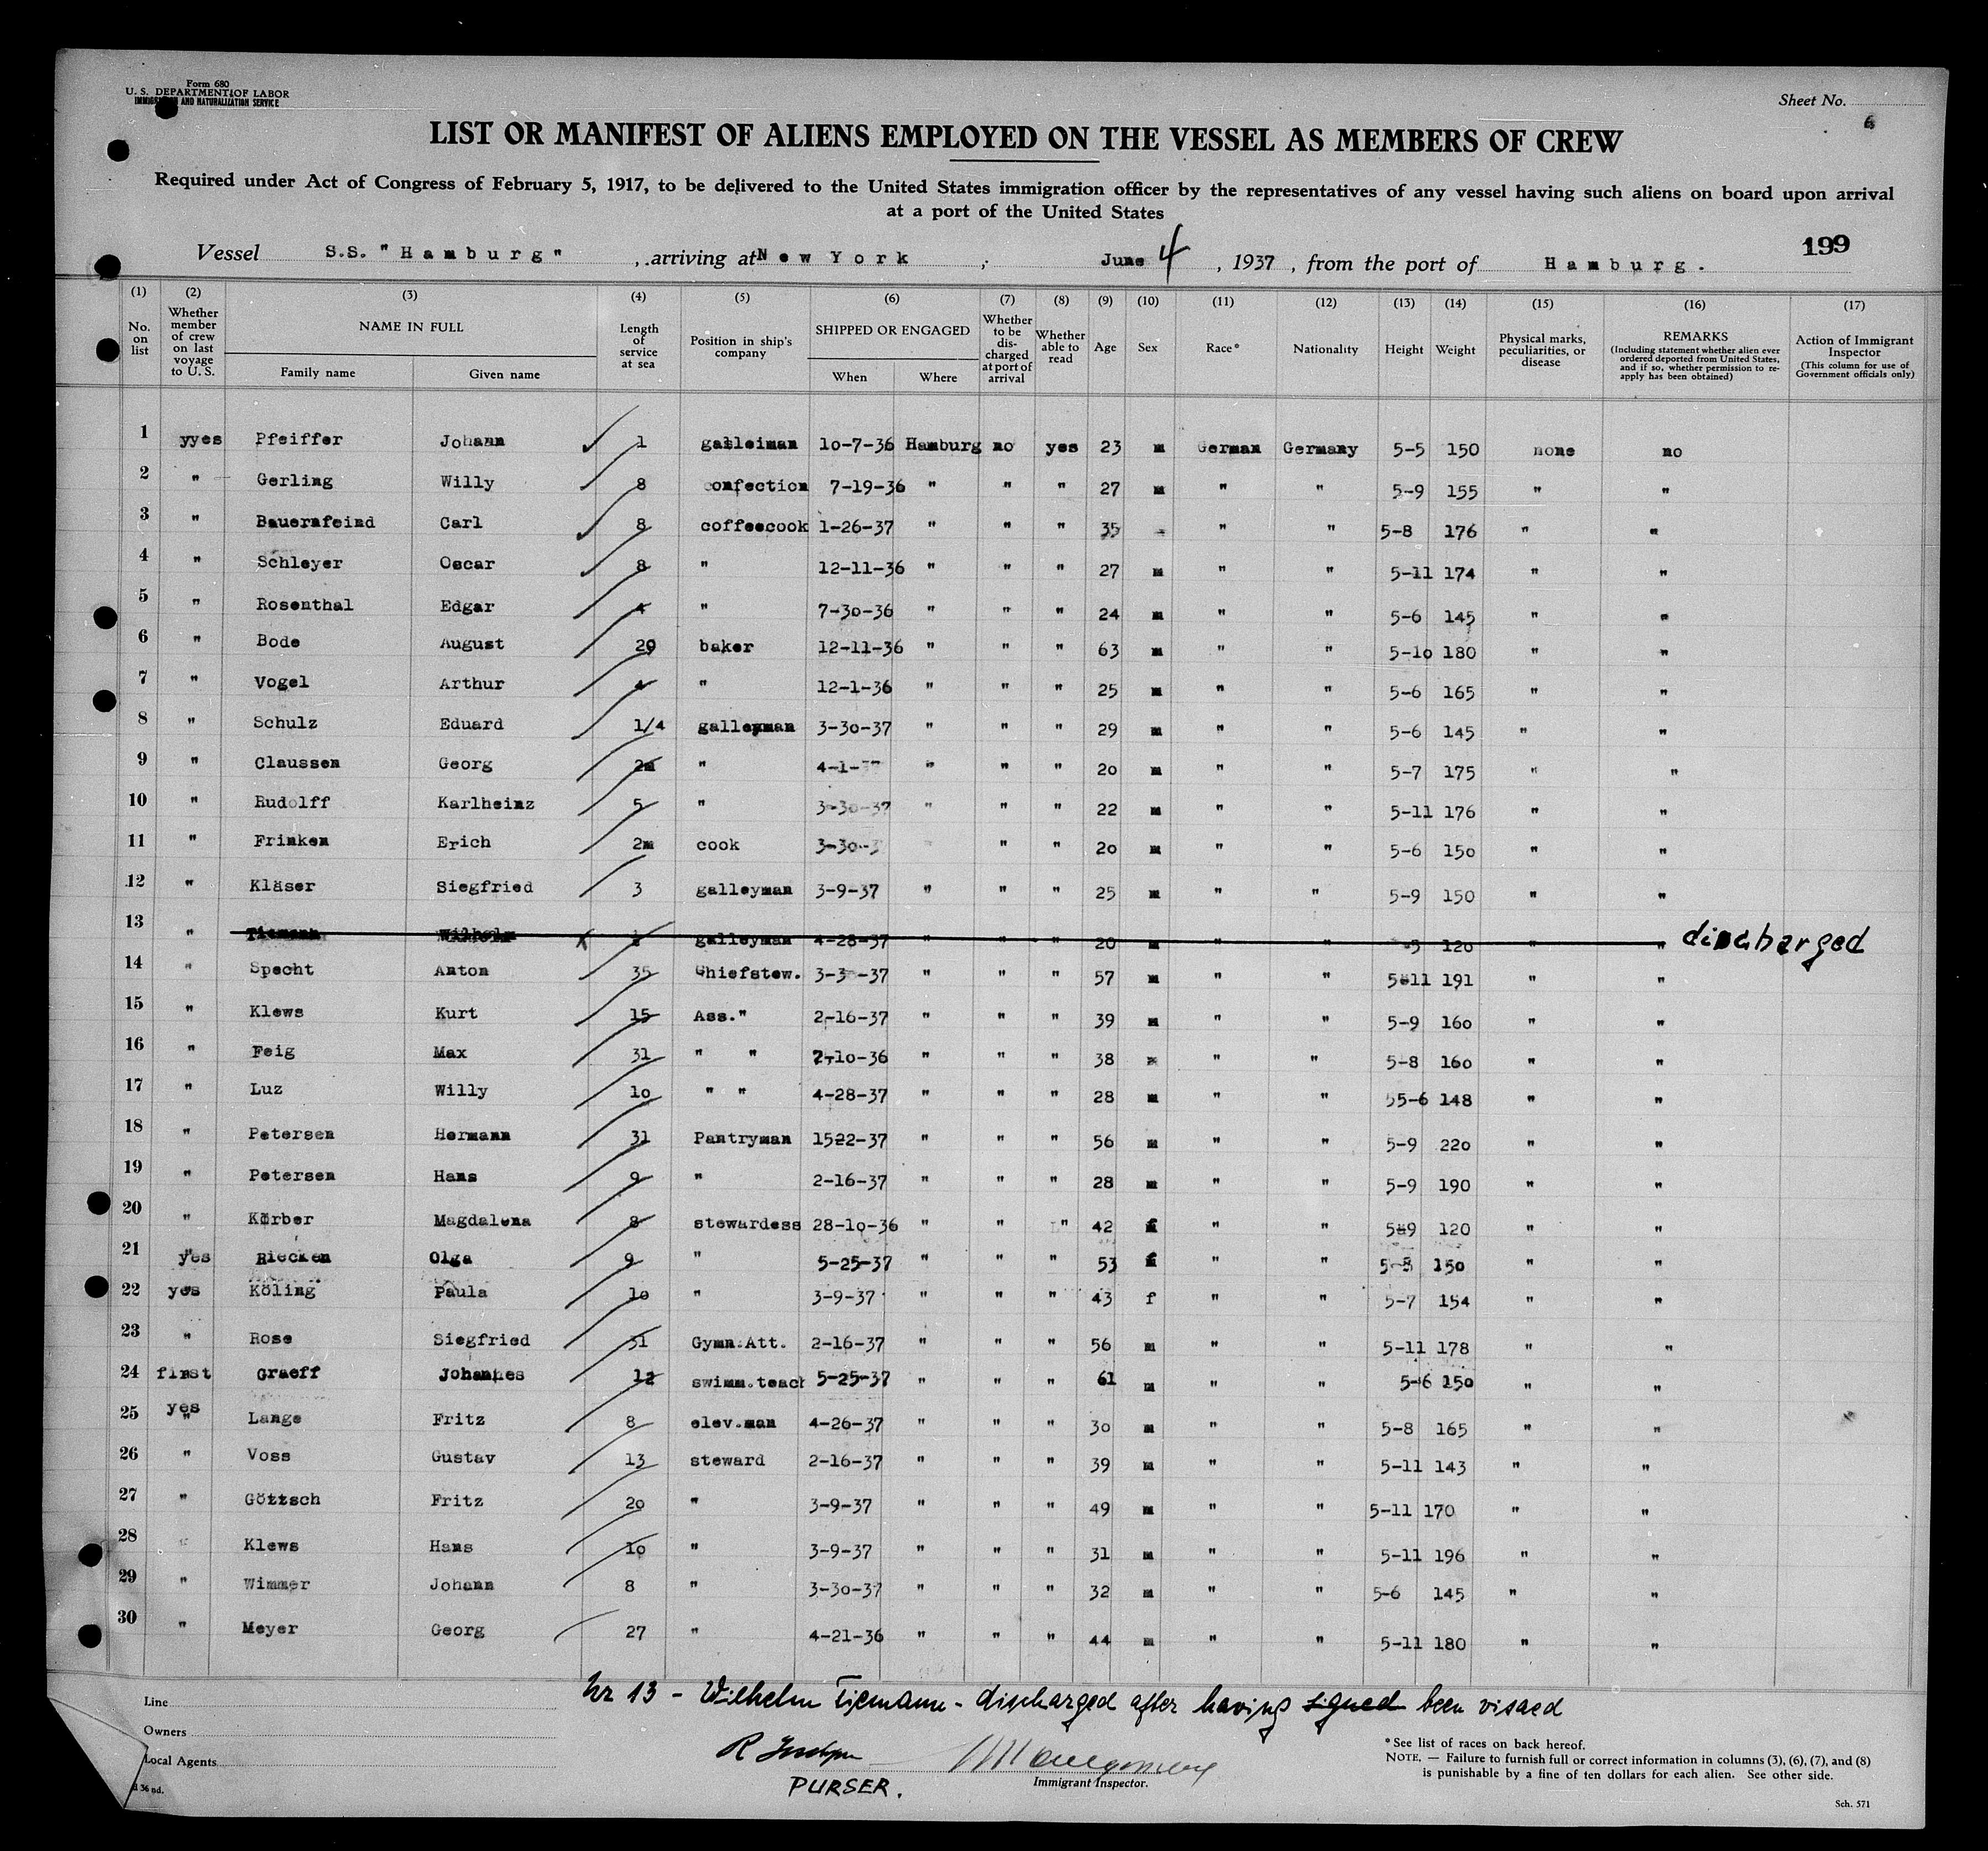 Form 680
U. S. DEPARTMENT OF LABOR
IMMIGRATION AND NATURALIZATION SERVICE
Sheet No.
6
LIST OR MANIFEST OF ALIENS EMPLOYED ON THE VESSEL AS MEMBERS OF CREW
Required under Act of Congress of February 5, 1917, to be delivered to the United States immigration officer by the representatives of any vessel having such aliens on board upon arrival
at a port of the United States
199
Vessel S.S. "Hamburg" , arriving at New York ; June 4 , 1937 , from the port of Hamburg.
(1) (2) (3) (4) (5) (6) (7) (8) (9) (10) (11) (12) (13) (14) (15) (16) (17)
No. on list
Whether member of crew on last voyage to U. S.
NAME IN FULL
Family name Given name
Length of service at sea
Position in ship's company
SHIPPED OR ENGAGED
When Where
Whether to be discharged at port of arrival
Whether able to read
Age
Sex
Race*
Nationality
Height
Weight
Physical marks, peculiarities, or disease
REMARKS
(Including statement whether alien ever ordered deported from United States, and if so, whether permission to reapply has been obtained)
Action of Immigrant Inspector
(This column for use of Government officials only)
1 yyes Pfeiffer Johann 1 galleiman 10-7-36 Hamburg no yes 23 m German Germany 5-5 150 none no
2 " Gerling Willy 8 confection 7-19-36 " " " 27 m " " 5-9 155 " "
3 " Bauernfeind Carl 8 coffeecook 1-26-37 " " " 35 " " 5-8 176 " "
4 " Schleyer Oscar 8 " 12-11-36 " " " 27 m " " 5-11 174 " "
5 " Rosenthal Edgar 4 " 7-30-36 " " " 24 m " " 5-6 145 " "
6 " Bode August 29 baker 12-11-36 " " " 63 m " " 5-10 180 " "
7 " Vogel Arthur 4 " 12-1-36 " " " 25 m " " 5-6 165 " "
8 " Schulz Eduard 1/4 galleyman 3-30-37 " " " 29 m " " 5-6 145 " "
9 " Claussen Georg 2m " 4-1-37 " " " 20 m " " 5-7 175 " "
10 " Rudolff Karlheinz 5 " 3-30-37 " " " 22 m " " 5-11 176 " "
11 " Frinken Erich 2m cook 3-30-3 " " 20 m " " 5-6 150 " "
12 " Kläser Siegfried 3 galleyman 3-9-37 " " " 25 m " " 5-9 150 " "
13 " Tiemann Wilhelm galleyman 4-28-37 " " " 20 m " " 120 " " discharged
14 " Specht Anton 35 Chiefstew. 3-3 -37 " " " 57 m " " 5-11 191 " "
15 " Klews Kurt 15 Ass." 2-16-37 " " " 39 m " " 5-9 160 " "
16 " Feig Max 31 " " 2-10-36 " " " 38 m " " 5-8 160 " "
17 " Luz Willy 10 " " 4-28-37 " " " 28 m " " 55-6 148 " "
18 " Petersen Hermann 31 Pantryman 1522-37 " " " 56 m " " 5-9 220 " "
19 " Petersen Hans 9 " 2-16-37 " " " 28 m " " 5-9 190 " "
20 " Körber Magdalena 8 stewardess 28-10-36 " " " 42 f " " 5-9 120 " "
21 yes Riecken Olga 9 " 5-25-37 " " " 53 f " " 5-8 150 " "
22 yes Köling Paula 10 " 3-9-37 " " " 43 f " " 5-7 154 " "
23 " Rose Siegfried 31 Gymn.Att. 2-16-37 " " " 56 m " " 5-11 178 " "
24 first Graeff Johannes 12 swimm.teach 5-25-37 " " " 61 m " " 5-6 150 " "
25 yes " Lange Fritz 8 elev.man 4-26-37 " " " 30 m " " 5-8 165 " "
26 " Voss Gustav 13 steward 2-16-37 " " " 39 m " " 5-11 143 " "
27 " Göttsch Fritz 20 " 3-9-37 " " " 49 m " " 5-11 170 " "
28 " Klews Hans 10 " 3-9-37 " " " 31 m " " 5-11 196 " "
29 " Wimmer Johann 8 " 3-30-37 " " " 32 m " " 5-6 145 " "
30 " Meyer Georg 27 " 4-21-36 " " " 44 m " " 5-11 180 " "
Nr 13 - Wilhelm Tiemann - discharged after having signed been visaed
Line
Owners
Local Agents
PURSER.
Montgomery
Immigrant Inspector.
* See list of races on back hereof.
NOTE. — Failure to furnish full or correct information in columns (3), (6), (7), and (8)
is punishable by a fine of ten dollars for each alien. See other side.
Sch. 571